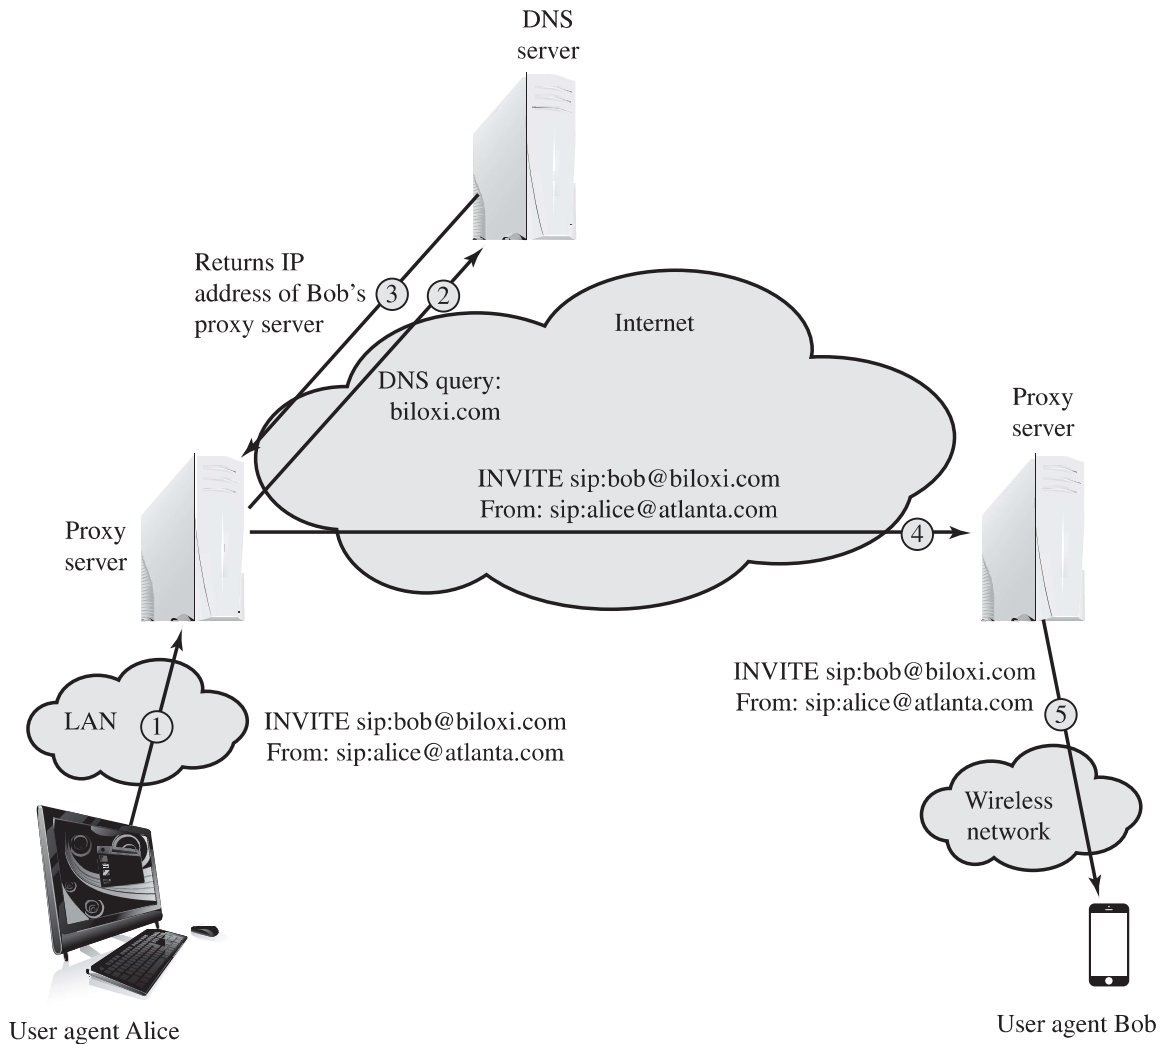 DNS
server
Returns IP
address of Bob's
proxy server
3
2
Internet
DNS query:
biloxi.com
Proxy
server
INVITE sip:bob@biloxi.com
From: sip:alice@atlanta.com
4
Proxy
server
LAN
1
INVITE sip:bob@biloxi.com
From: sip:alice@atlanta.com
INVITE sip:bob@biloxi.com
From: sip:alice@atlanta.com
5
Wireless
network
User agent Alice
User agent Bob